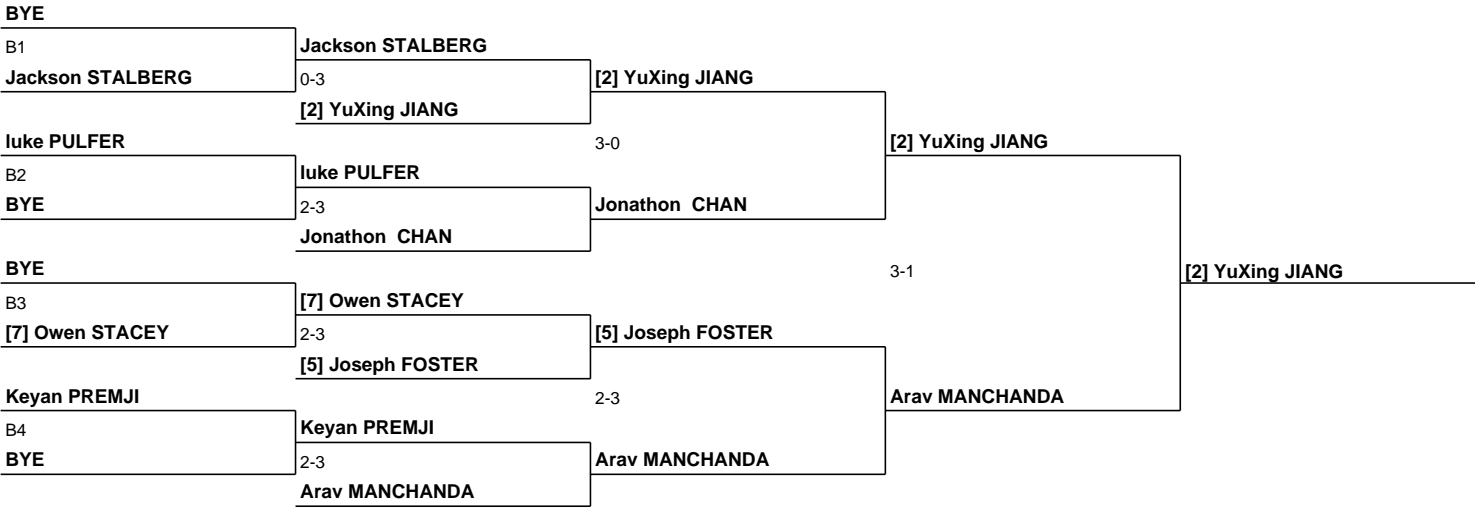 BYE
B1
Jackson STALBERG
Jackson STALBERG
0-3
[2] YuXing JIANG
[2] YuXing JIANG
luke PULFER
3-0
[2] YuXing JIANG
B2
luke PULFER
BYE
2-3
Jonathon CHAN
Jonathon CHAN
BYE
3-1
[2] YuXing JIANG
B3
[7] Owen STACEY
[7] Owen STACEY
2-3
[5] Joseph FOSTER
[5] Joseph FOSTER
Keyan PREMJI
2-3
Arav MANCHANDA
B4
Keyan PREMJI
BYE
2-3
Arav MANCHANDA
Arav MANCHANDA